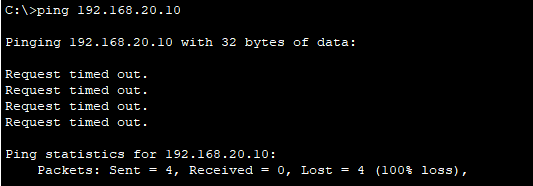 C:\>ping 192.168.20.10
Pinging 192.168.20.10 with 32 bytes of data:
Request timed out.
Request timed out.
Request timed out.
Request timed out.
Ping statistics for 192.168.20.10:
    Packets: Sent = 4, Received = 0, Lost = 4 (100% loss),